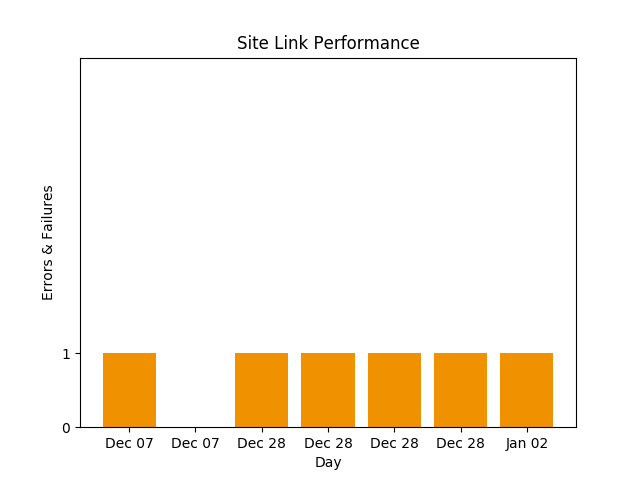 Site Link Performance
Errors & Failures
1
0
Dec 07 Dec 07 Dec 28 Dec 28 Dec 28 Dec 28 Jan 02
Day